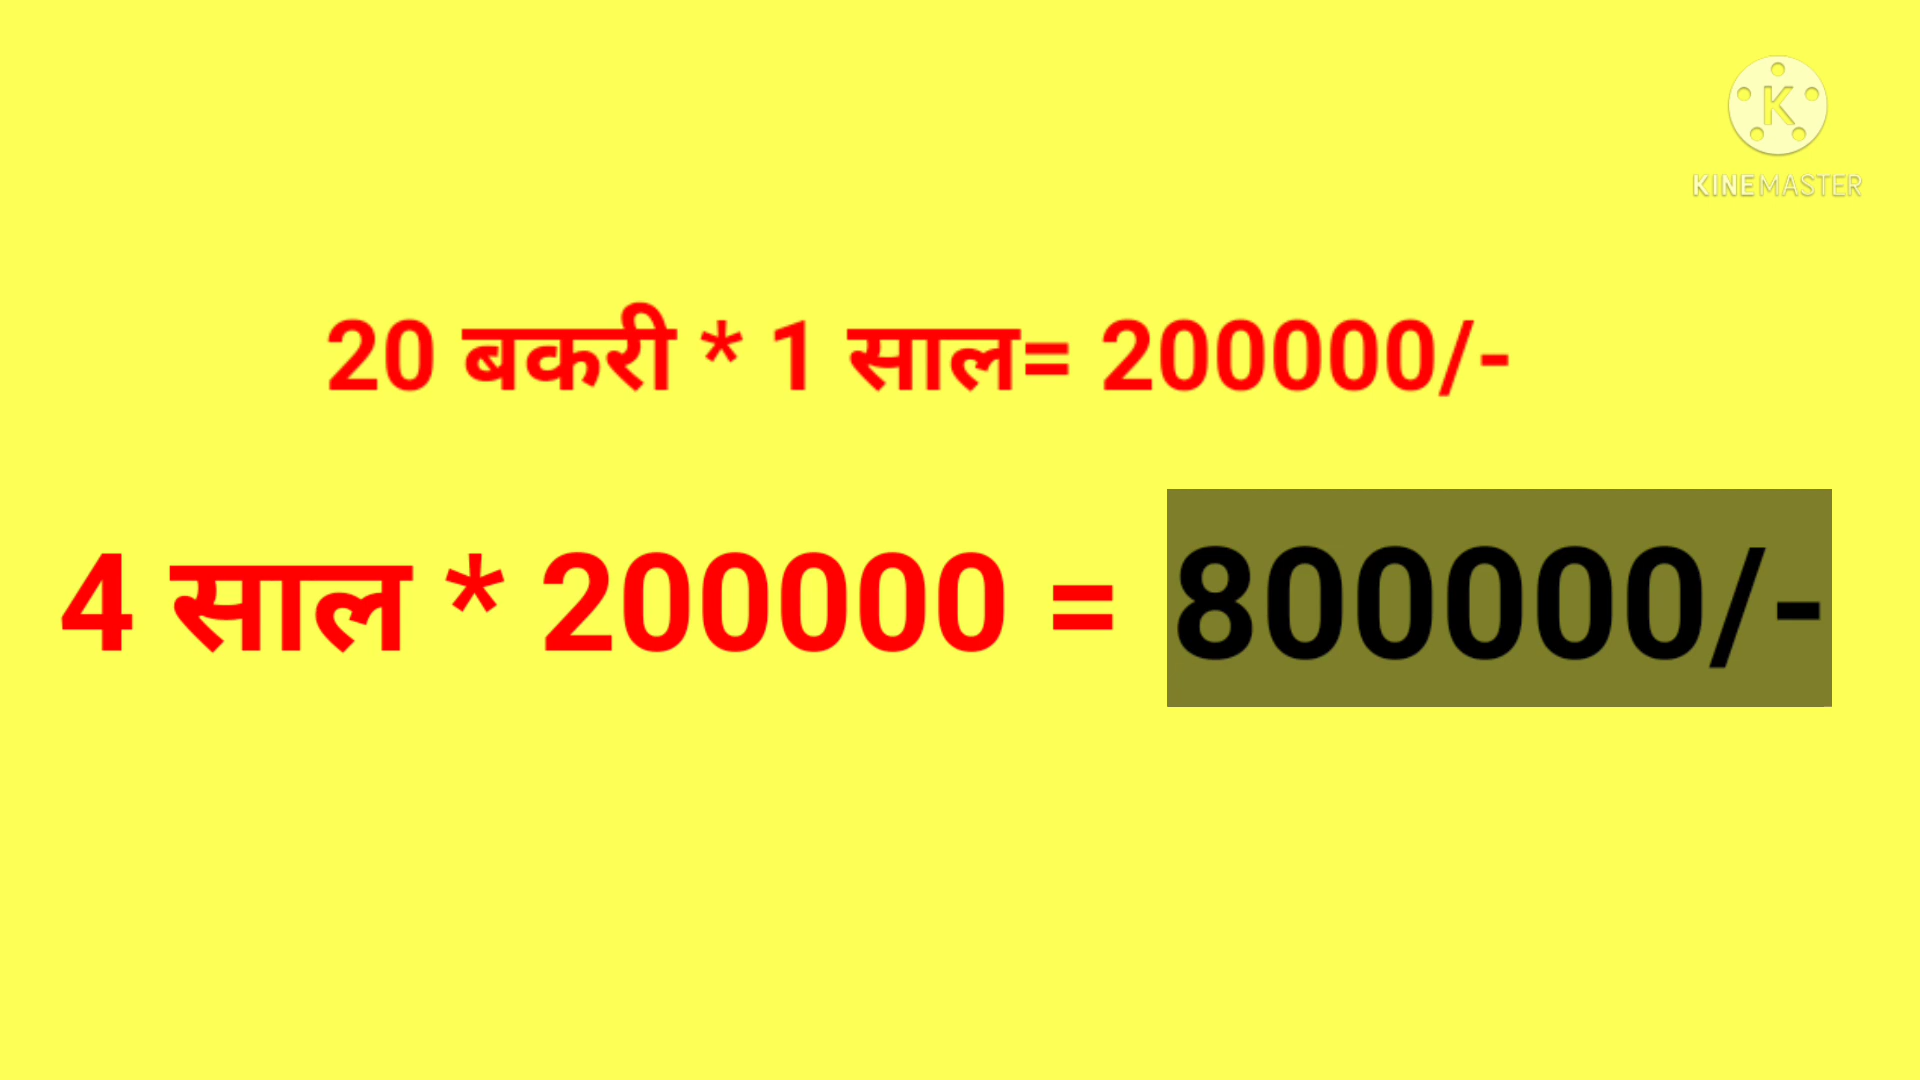 K
KINEMASTER
20 बकरी * 1 साल= 200000/-
4 साल * 200000 = 800000/-